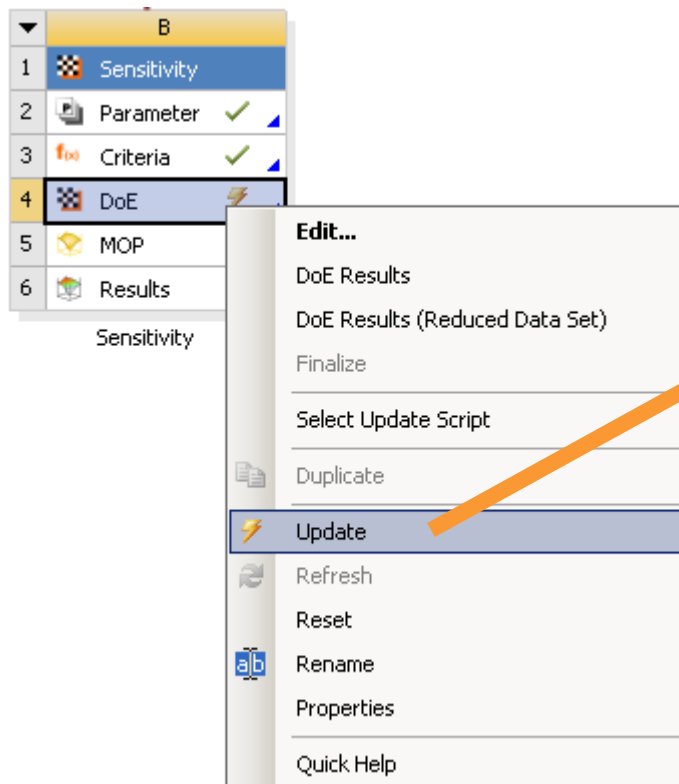 B
1 Sensitivity
2 Parameter
3 f(x) Criteria
4 DoE
5 MOP
6 Results
Sensitivity
Edit...
DoE Results
DoE Results (Reduced Data Set)
Finalize
Select Update Script
Duplicate
Update
Refresh
Reset
a|b Rename
Properties
Quick Help